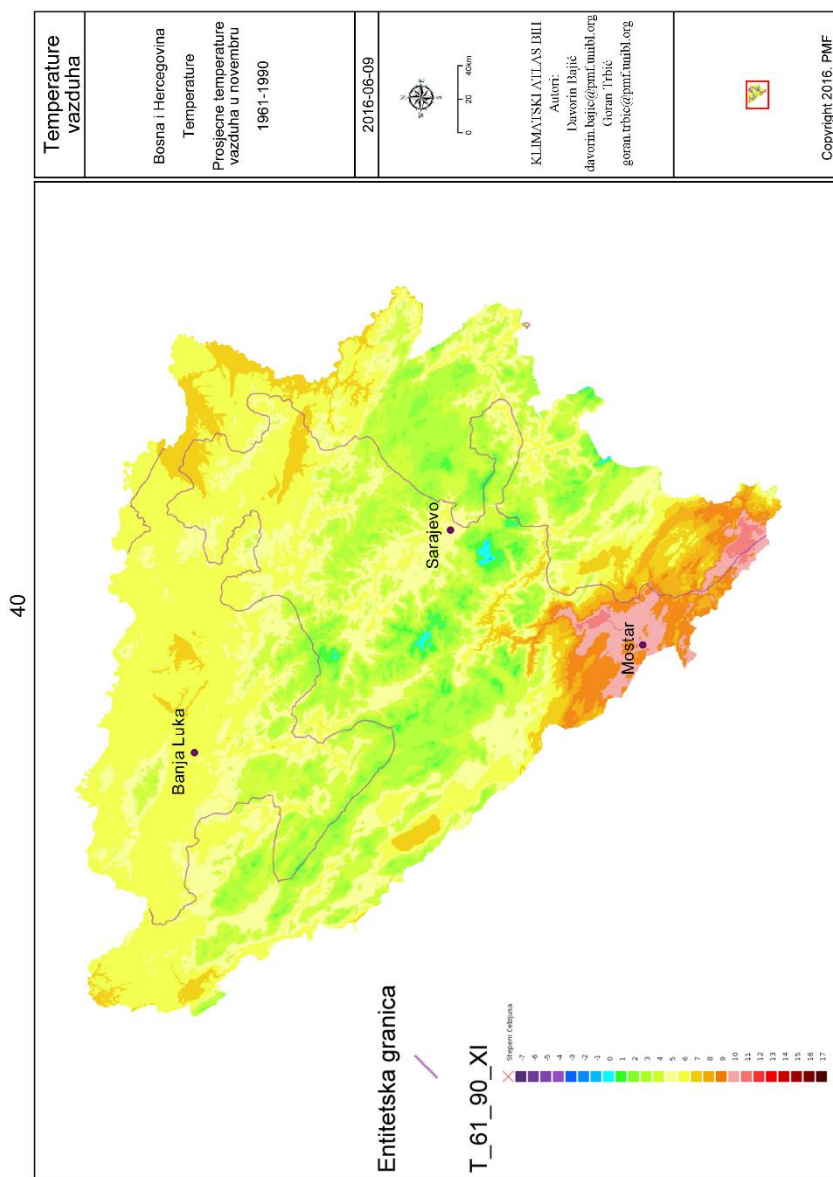 40
Temperature
vazduha
Bosna i Hercegovina
Temperature
Prosjecne temperature
vazduha u novembru
1961-1990
2016-06-09
N
W
E
S
0
20
40km
KLIMATSKI ATLAS BIH
Autori:
Davorin Bajić
davorin.bajic@pmf.unibl.org
Goran Trbić
goran.trbic@pmf.unibl.org
Copyright 2016. PMF
Banja Luka
Sarajevo
Mostar
Entitetska granica
T_61_90_XI
Stepeni Celzijusa
-7
-6
-5
-4
-3
-2
-1
0
1
2
3
4
5
6
7
8
9
10
11
12
13
14
15
16
17